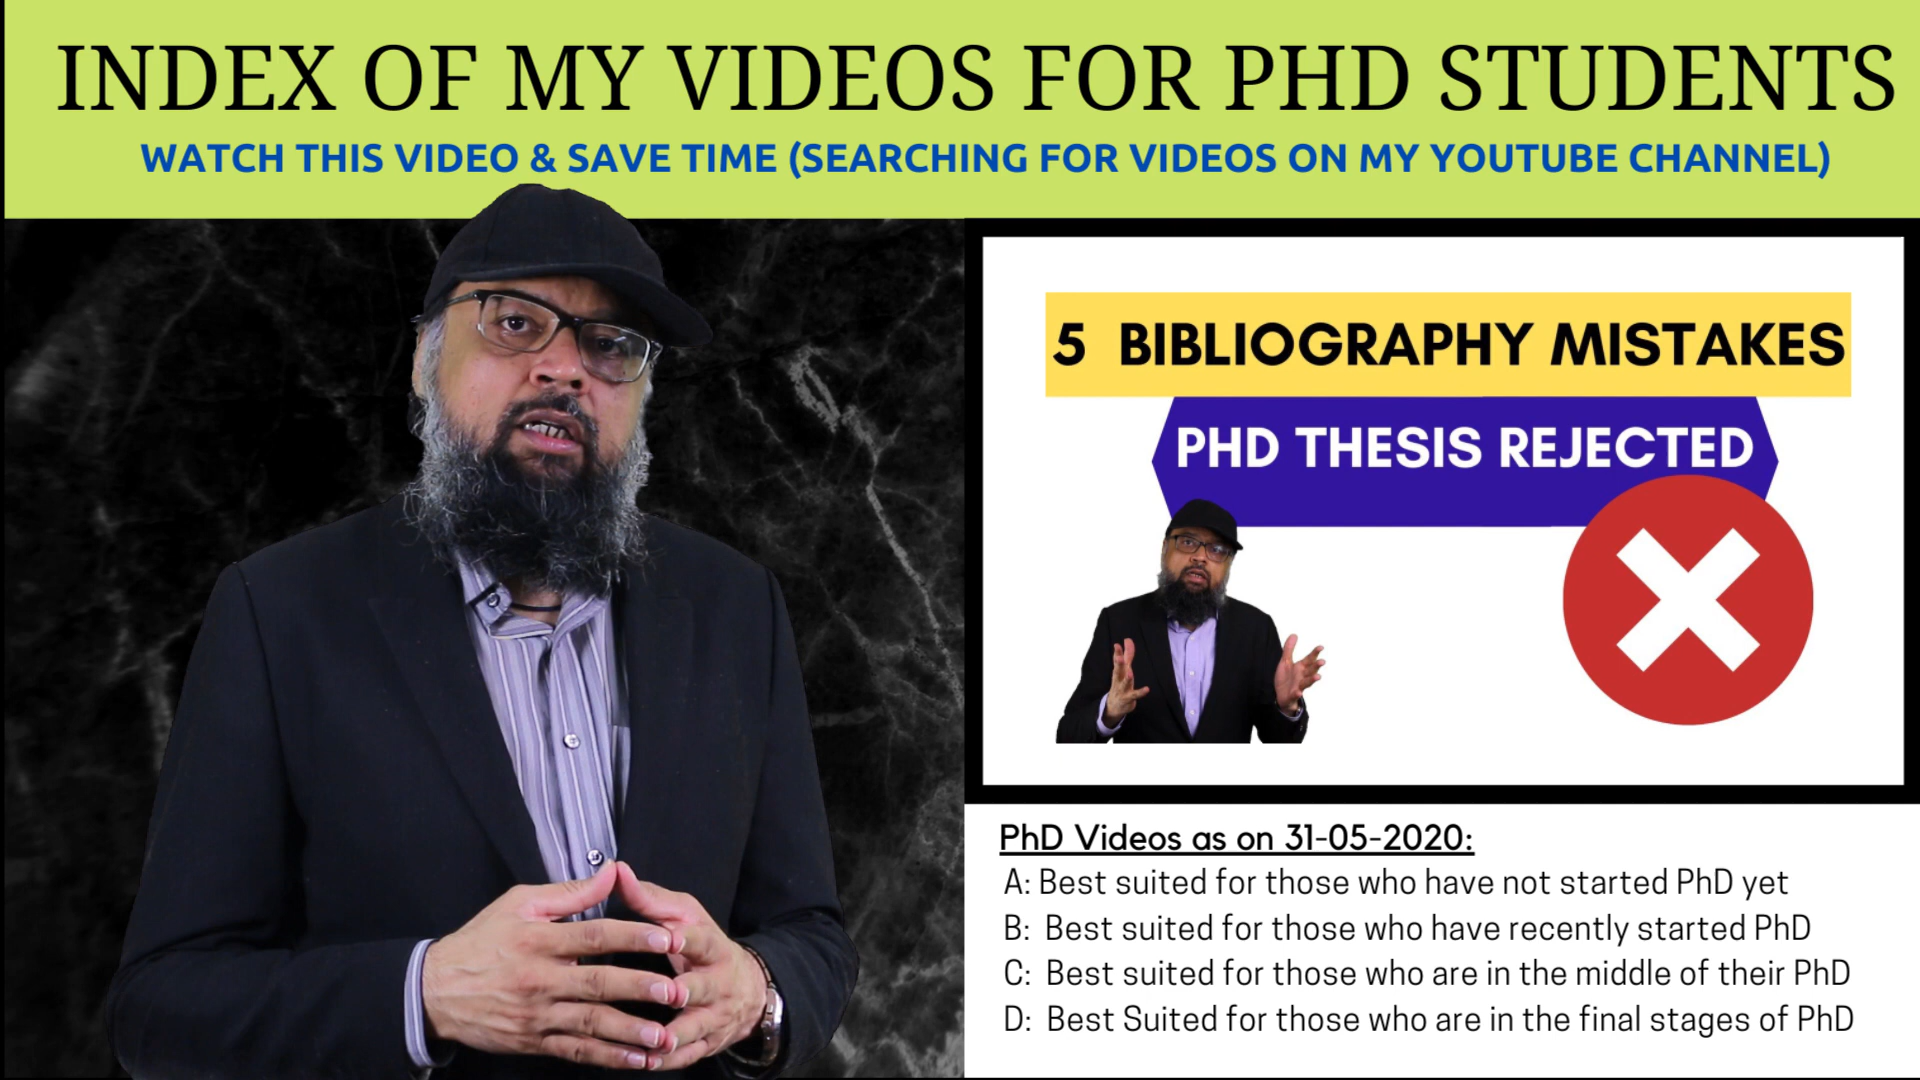 INDEX OF MY VIDEOS FOR PHD STUDENTS
WATCH THIS VIDEO & SAVE TIME (SEARCHING FOR VIDEOS ON MY YOUTUBE CHANNEL)
5 BIBLIOGRAPHY MISTAKES
PHD THESIS REJECTED
PhD Videos as on 31-05-2020:
A: Best suited for those who have not started PhD yet
B: Best suited for those who have recently started PhD
C: Best suited for those who are in the middle of their PhD
D: Best Suited for those who are in the final stages of PhD